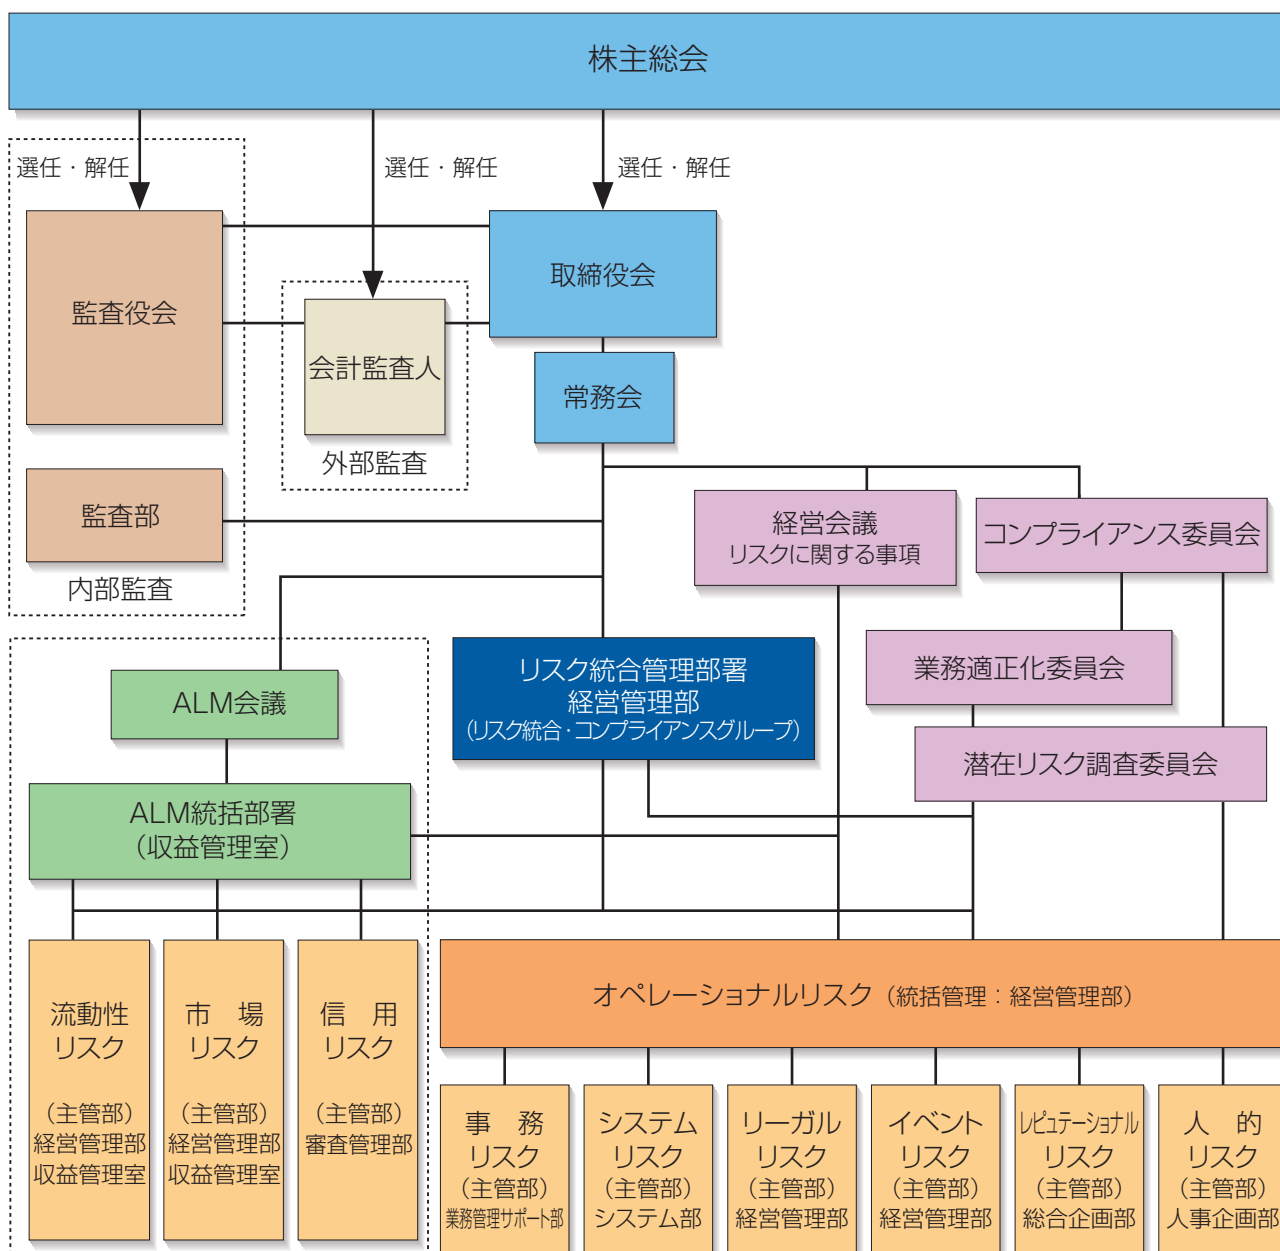 株主総会
選任・解任
選任・解任
選任・解任
監査役会
取締役会
会計監査人
常務会
外部監査
監査部
内部監査
経営会議
リスクに関する事項
コンプライアンス委員会
業務適正化委員会
潜在リスク調査委員会
リスク統合管理部署
経営管理部
（リスク統合・コンプライアンスグループ）
ALM会議
ALM統括部署
（収益管理室）
流動性
リスク
（主管部）
経営管理部
収益管理室
市　場
リスク
（主管部）
経営管理部
収益管理室
信　用
リスク
（主管部）
審査管理部
オペレーショナルリスク（統括管理：経営管理部）
事　務
リスク
（主管部）
業務管理サポート部
システム
リスク
（主管部）
システム部
リーガル
リスク
（主管部）
経営管理部
イベント
リスク
（主管部）
経営管理部
レピュテーショナル
リスク
（主管部）
総合企画部
人　的
リスク
（主管部）
人事企画部